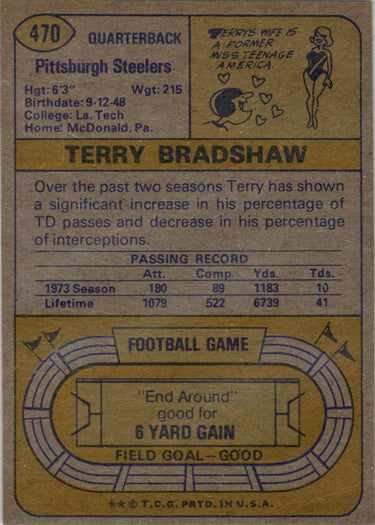 470
QUARTERBACK
Pittsburgh Steelers
Hgt: 6'3" Wgt: 215
Birthdate: 9-12-48
College: La. Tech
Home: McDonald, Pa.
TERRY'S WIFE IS
A FORMER
MISS TEENAGE
AMERICA.
TERRY BRADSHAW
Over the past two seasons Terry has shown
a significant increase in his percentage of
TD passes and decrease in his percentage
of interceptions.
PASSING RECORD
Att. Comp. Yds. Tds.
1973 Season 180 89 1183 10
Lifetime 1079 522 6739 41
FOOTBALL GAME
"End Around"
good for
6 YARD GAIN
FIELD GOAL—GOOD
** © T.C.G. PRTD. IN U.S.A.